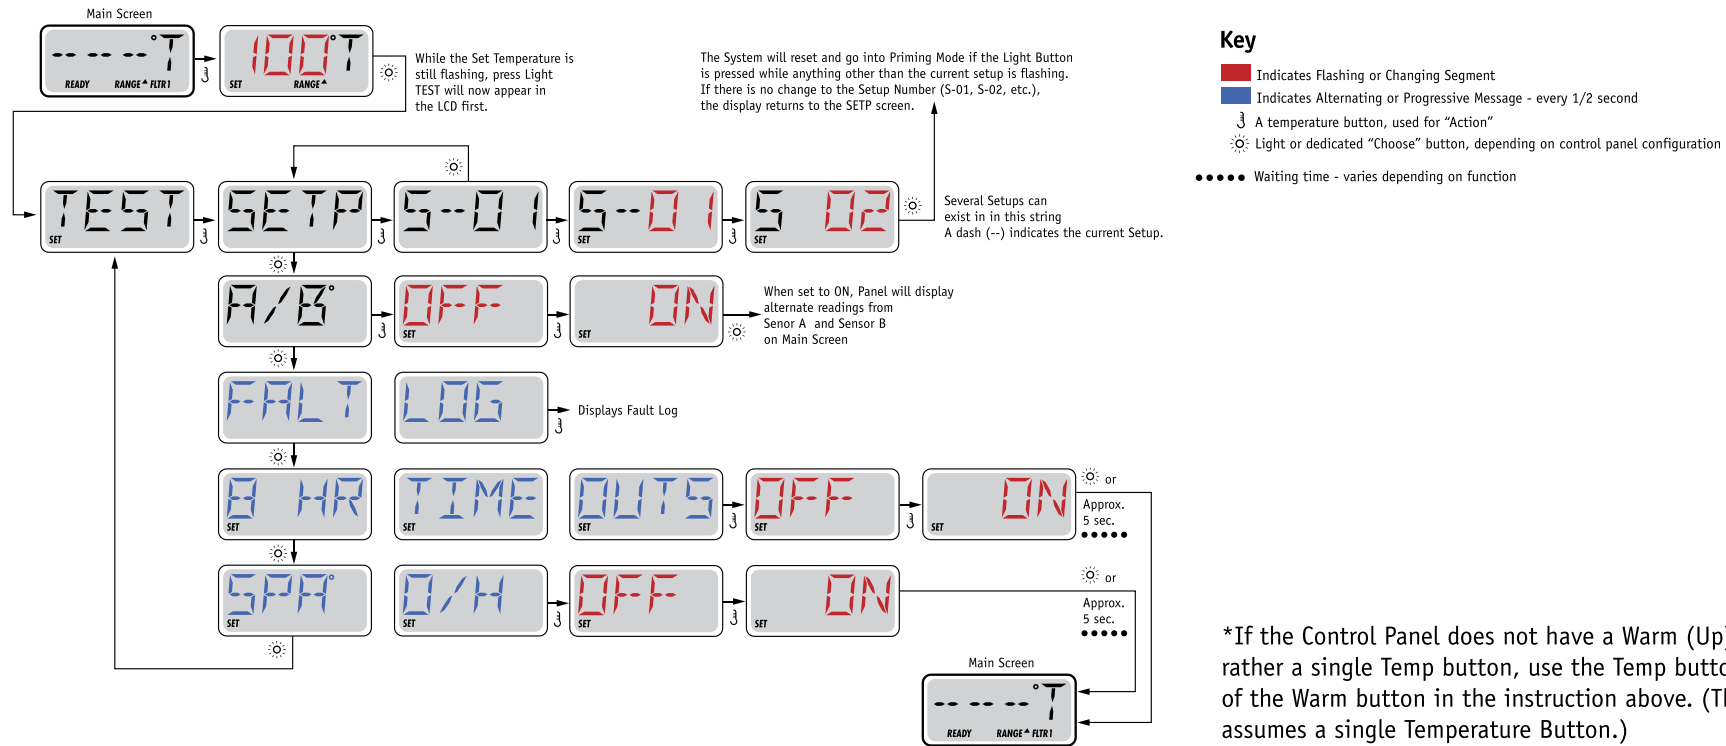 Main Screen
-- -- --°T
READY RANGE FLTR1
100°T
SET RANGE
While the Set Temperature is
still flashing, press Light
TEST will now appear in
the LCD first.
The System will reset and go into Priming Mode if the Light Button
is pressed while anything other than the current setup is flashing.
If there is no change to the Setup Number (S-01, S-02, etc.),
the display returns to the SETP screen.
Key
Indicates Flashing or Changing Segment
Indicates Alternating or Progressive Message - every 1/2 second
A temperature button, used for “Action”
Light or dedicated “Choose” button, depending on control panel configuration
Waiting time - varies depending on function
TEST
SET
SETP
S--01
S--01
SET
S 02
SET
Several Setups can
exist in in this string
A dash (--) indicates the current Setup.
A/B°
OFF
SET
ON
SET
When set to ON, Panel will display
alternate readings from
Senor A and Sensor B
on Main Screen
FALT
LOG
Displays Fault Log
8 HR
SET
TIME
SET
OUTS
SET
OFF
SET
ON
SET
or
Approx.
5 sec.
SPA°
SET
O/H
SET
OFF
SET
ON
SET
or
Approx.
5 sec.
Main Screen
-- -- --°T
READY RANGE FLTR1
*If the Control Panel does not have a Warm (Up)
rather a single Temp button, use the Temp butto
of the Warm button in the instruction above. (Th
assumes a single Temperature Button.)